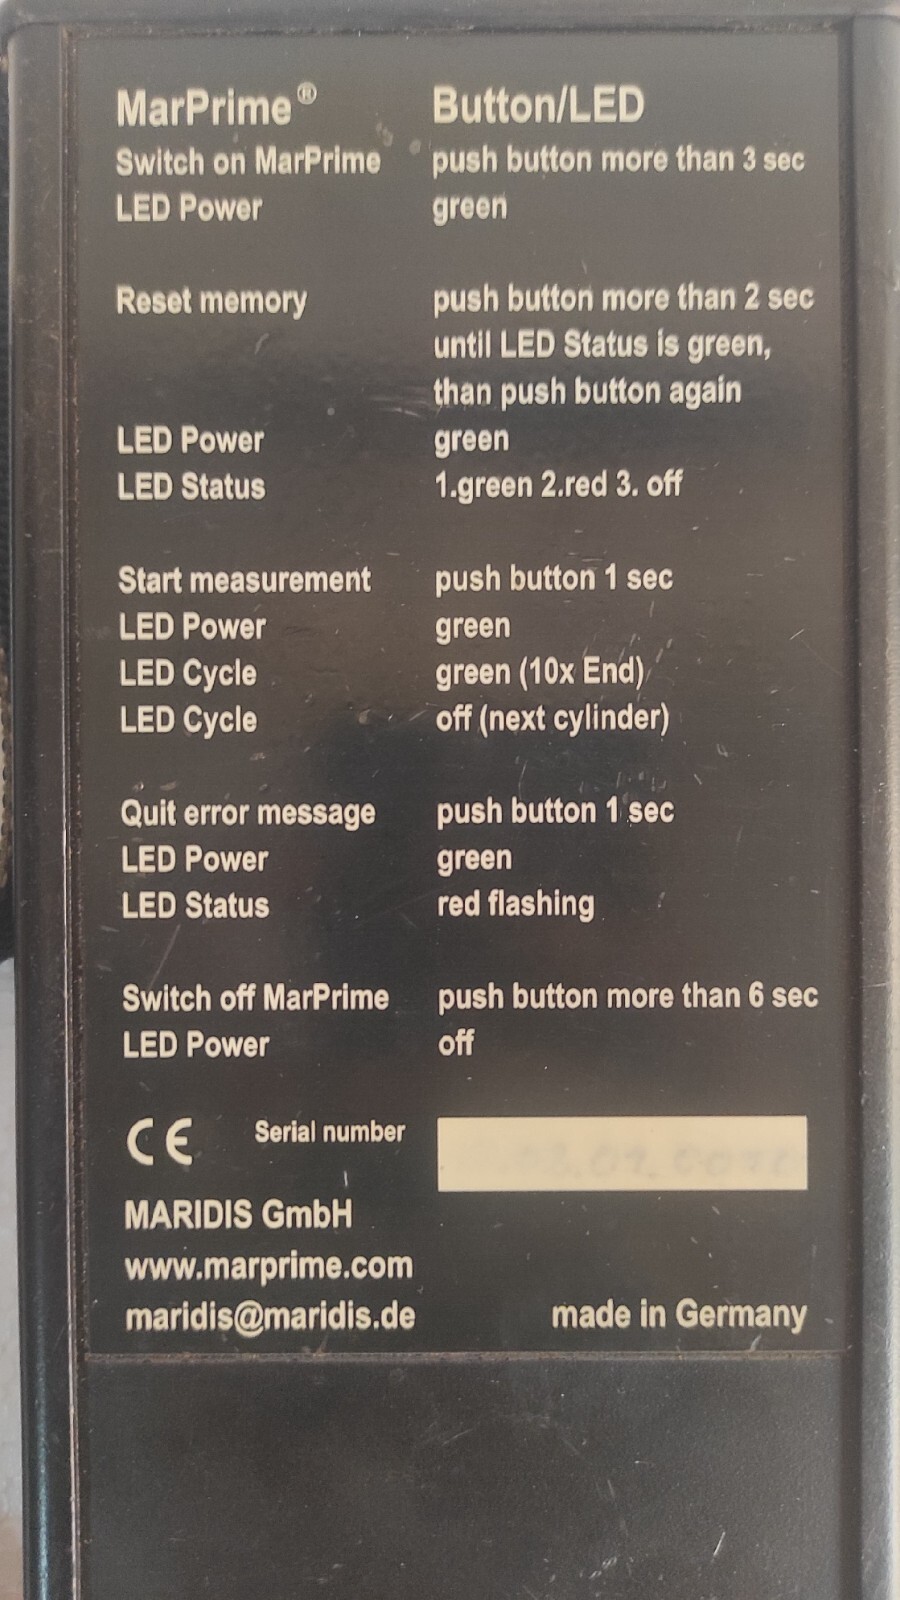 MarPrime® Button/LED
Switch on MarPrime push button more than 3 sec
LED Power green
Reset memory push button more than 2 sec
until LED Status is green,
than push button again
LED Power green
LED Status 1.green 2.red 3. off
Start measurement push button 1 sec
LED Power green
LED Cycle green (10x End)
LED Cycle off (next cylinder)
Quit error message push button 1 sec
LED Power green
LED Status red flashing
Switch off MarPrime push button more than 6 sec
LED Power off
CE Serial number
MARIDIS GmbH
www.marprime.com
maridis@maridis.de made in Germany